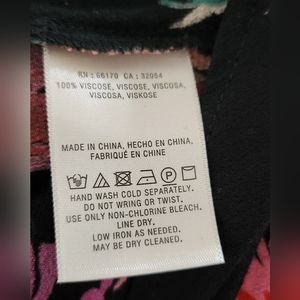 RN : 66170 CA : 32054
100% VISCOSE, VISCOSE, VISCOSA,
VISCOSA, VISKOSE
MADE IN CHINA, HECHO EN CHINA,
FABRIQUÉ EN CHINE
HAND WASH COLD SEPARATELY.
DO NOT WRING OR TWIST.
USE ONLY NON-CHLORINE BLEACH.
LINE DRY.
LOW IRON AS NEEDED.
MAY BE DRY CLEANED.